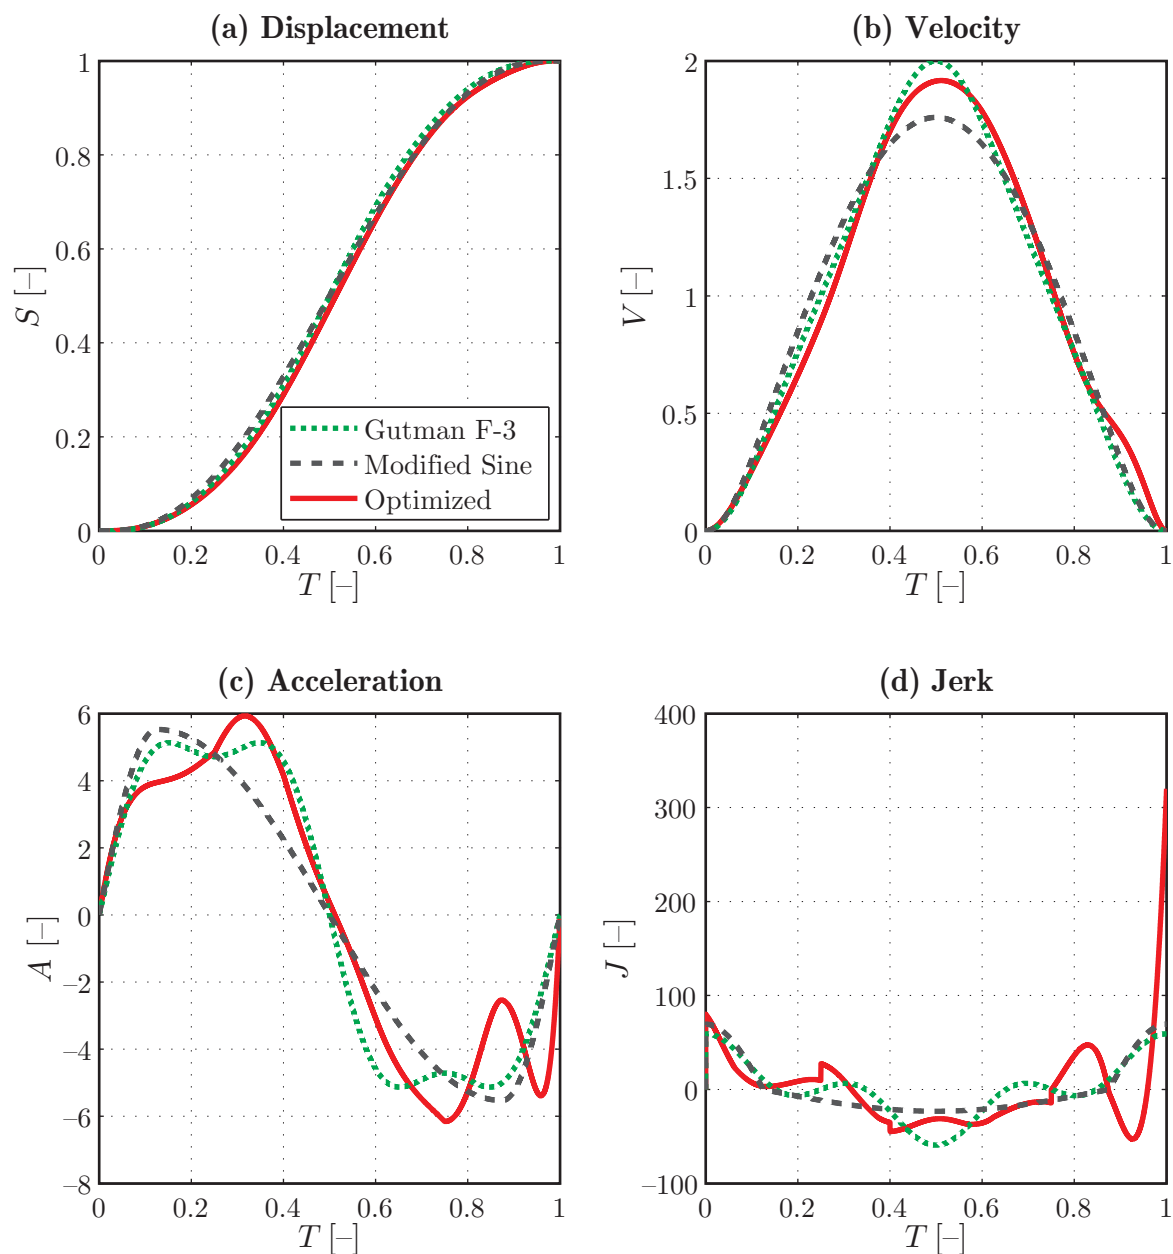 (a) Displacement
1
0.8
0.6
0.4
0.2
0
S [–]
Gutman F-3
Modified Sine
Optimized
0 0.2 0.4 0.6 0.8 1
T [–]
(b) Velocity
2
1.5
1
0.5
0
V [–]
0 0.2 0.4 0.6 0.8 1
T [–]
(c) Acceleration
6
4
2
0
–2
–4
–6
–8
A [–]
0 0.2 0.4 0.6 0.8 1
T [–]
(d) Jerk
400
300
200
100
0
–100
J [–]
0 0.2 0.4 0.6 0.8 1
T [–]